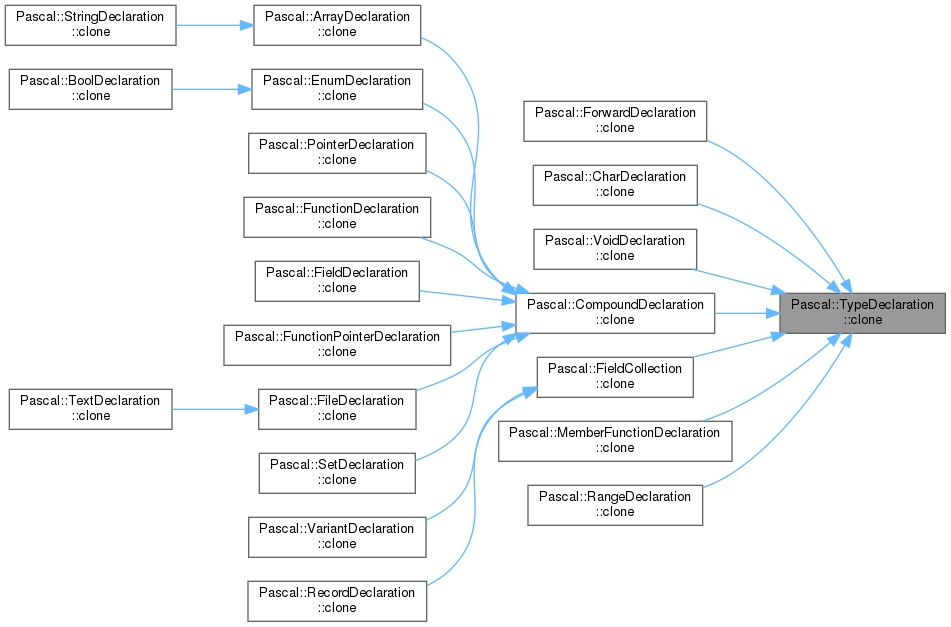 Pascal::StringDeclaration
::clone
Pascal::ArrayDeclaration
::clone
Pascal::BoolDeclaration
::clone
Pascal::EnumDeclaration
::clone
Pascal::PointerDeclaration
::clone
Pascal::FunctionDeclaration
::clone
Pascal::FieldDeclaration
::clone
Pascal::FunctionPointerDeclaration
::clone
Pascal::TextDeclaration
::clone
Pascal::FileDeclaration
::clone
Pascal::SetDeclaration
::clone
Pascal::VariantDeclaration
::clone
Pascal::RecordDeclaration
::clone
Pascal::ForwardDeclaration
::clone
Pascal::CharDeclaration
::clone
Pascal::VoidDeclaration
::clone
Pascal::CompoundDeclaration
::clone
Pascal::FieldCollection
::clone
Pascal::MemberFunctionDeclaration
::clone
Pascal::RangeDeclaration
::clone
Pascal::TypeDeclaration
::clone